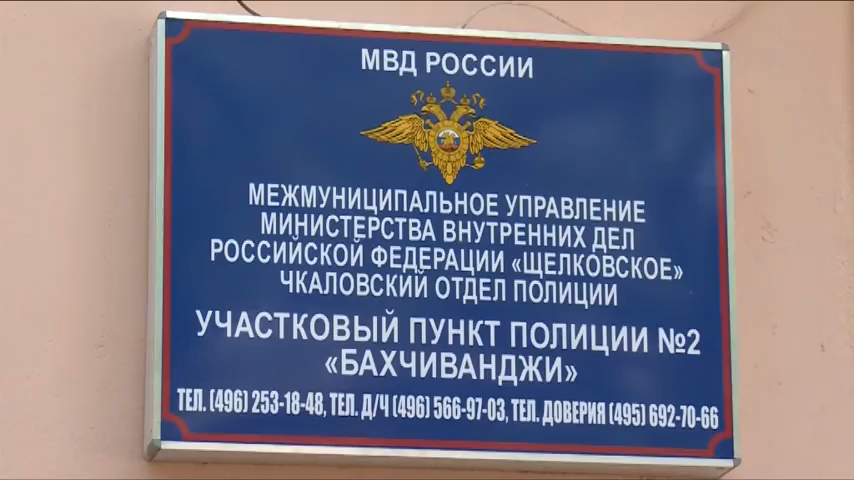 МВД РОССИИ
МЕЖМУНИЦИПАЛЬНОЕ УПРАВЛЕНИЕ
МИНИСТЕРСТВА ВНУТРЕННИХ ДЕЛ
РОССИЙСКОЙ ФЕДЕРАЦИИ «ЩЕЛКОВСКОЕ»
ЧКАЛОВСКИЙ ОТДЕЛ ПОЛИЦИИ
УЧАСТКОВЫЙ ПУНКТ ПОЛИЦИИ №2
«БАХЧИВАНДЖИ»
ТЕЛ. (496) 253-18-48, ТЕЛ. Д/Ч (496) 566-97-03, ТЕЛ. ДОВЕРИЯ (495) 692-70-66